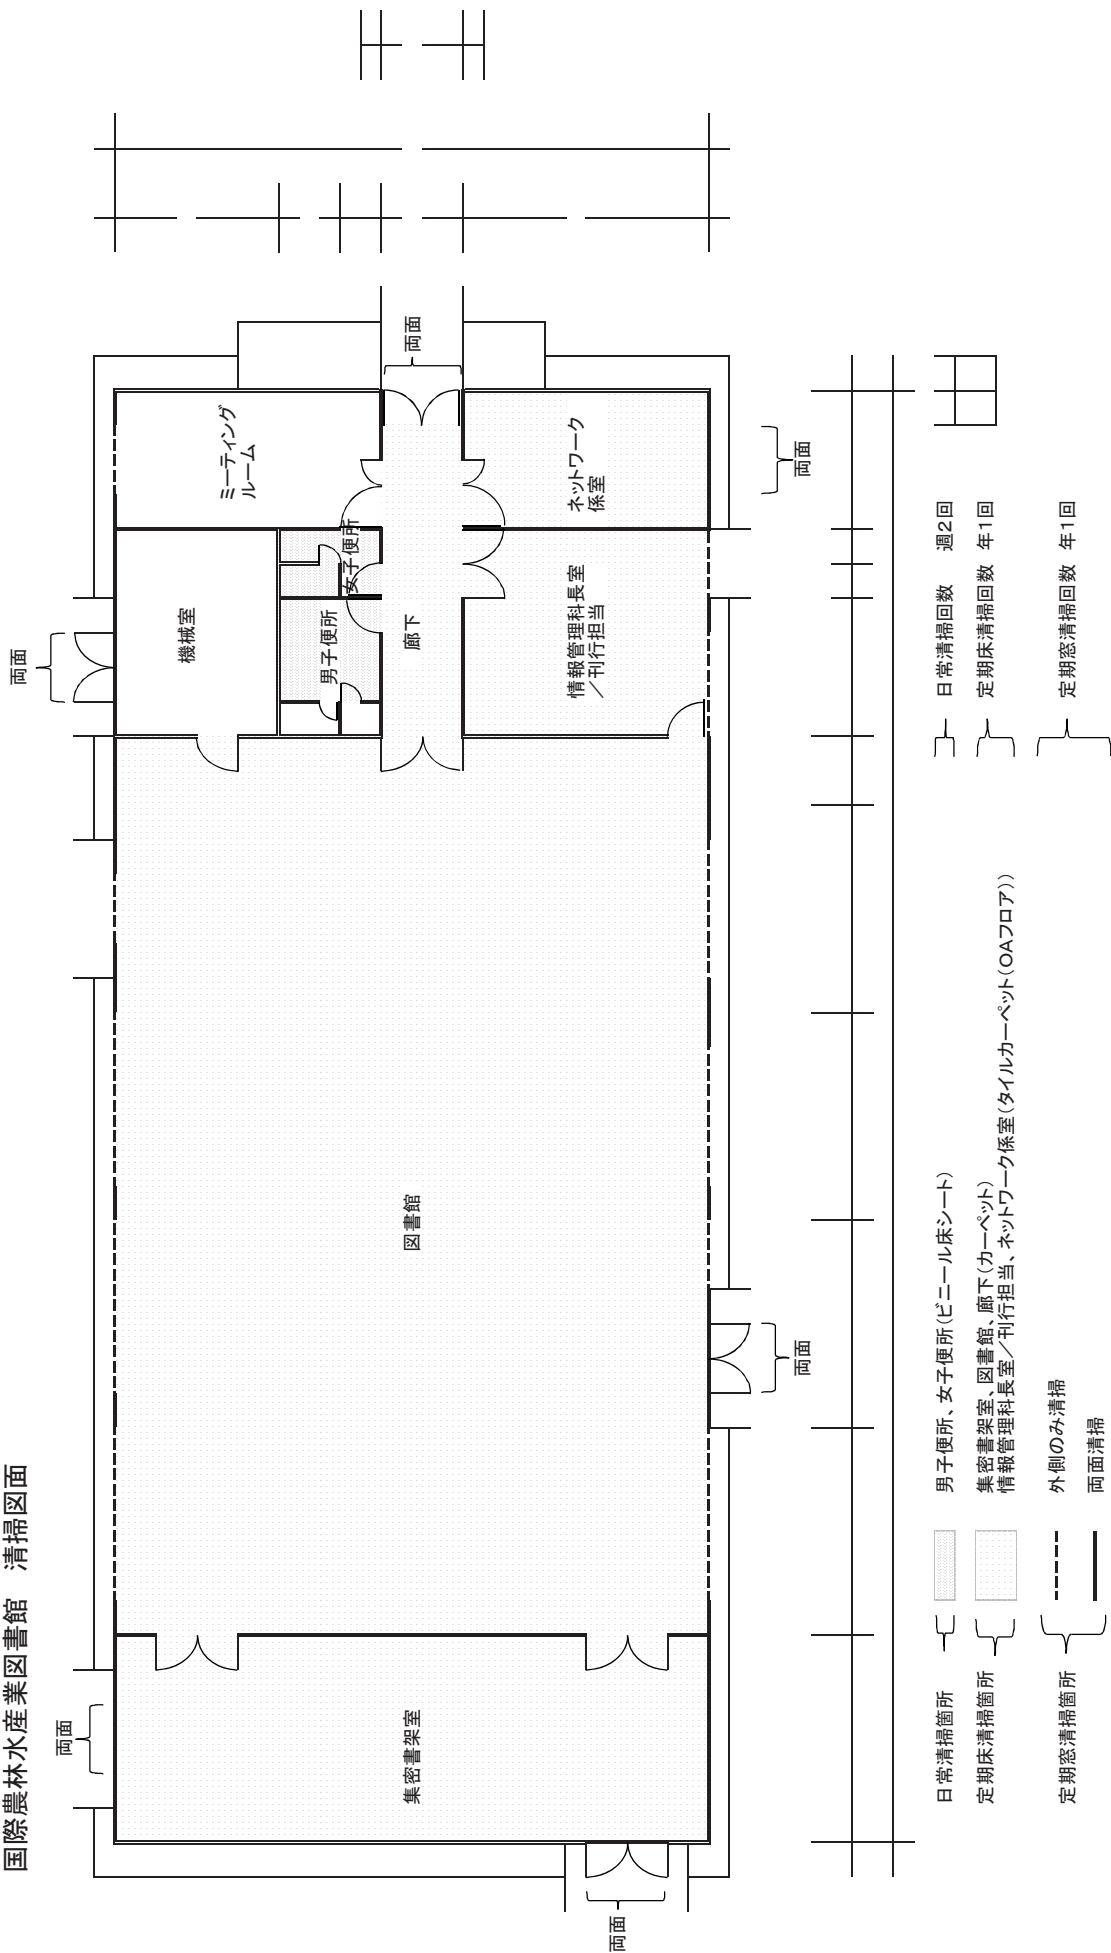 国際農林水産業図書館　清掃図面
両面
両面
機械室
ミーティング
ルーム
男子便所
女子便所
両面
集密書架室
図書館
廊下
情報管理科長室
／刊行担当
ネットワーク
係室
両面
両面
両面
日常清掃箇所　男子便所、女子便所（ビニール床シート）　日常清掃回数　週2回
定期床清掃箇所　集密書架室、図書館、廊下（カーペット）　定期床清掃回数　年1回
情報管理科長室／刊行担当、ネットワーク係室（タイルカーペット（OAフロア））
定期窓清掃箇所　外側のみ清掃　定期窓清掃回数　年1回
両面清掃